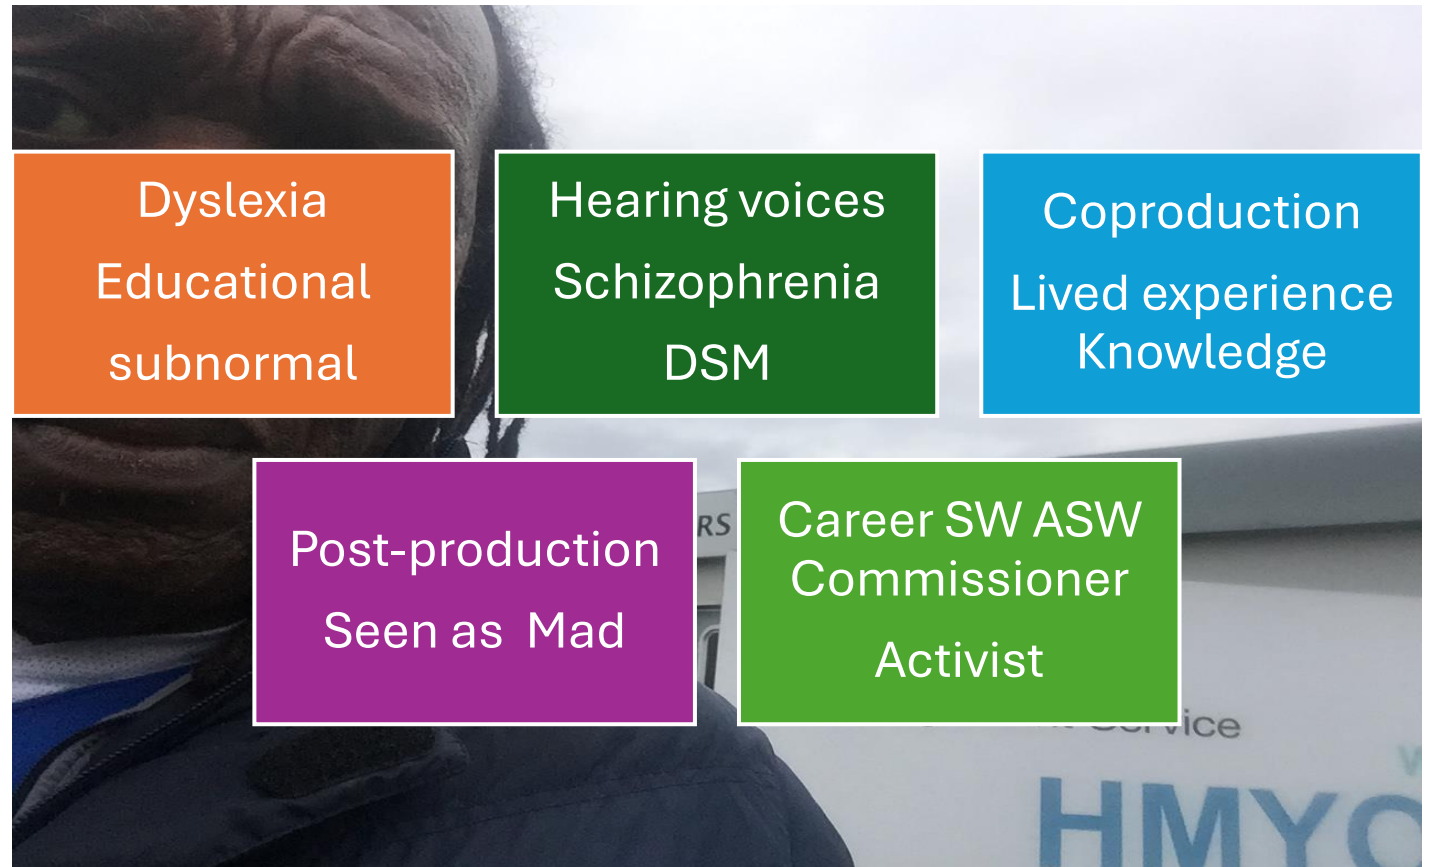 Dyslexia
Educational
subnormal
Hearing voices
Schizophrenia
DSM
Coproduction
Lived experience
Knowledge
Post-production
Seen as  Mad
RS
Career SW ASW
Commissioner
Activist
HMYO